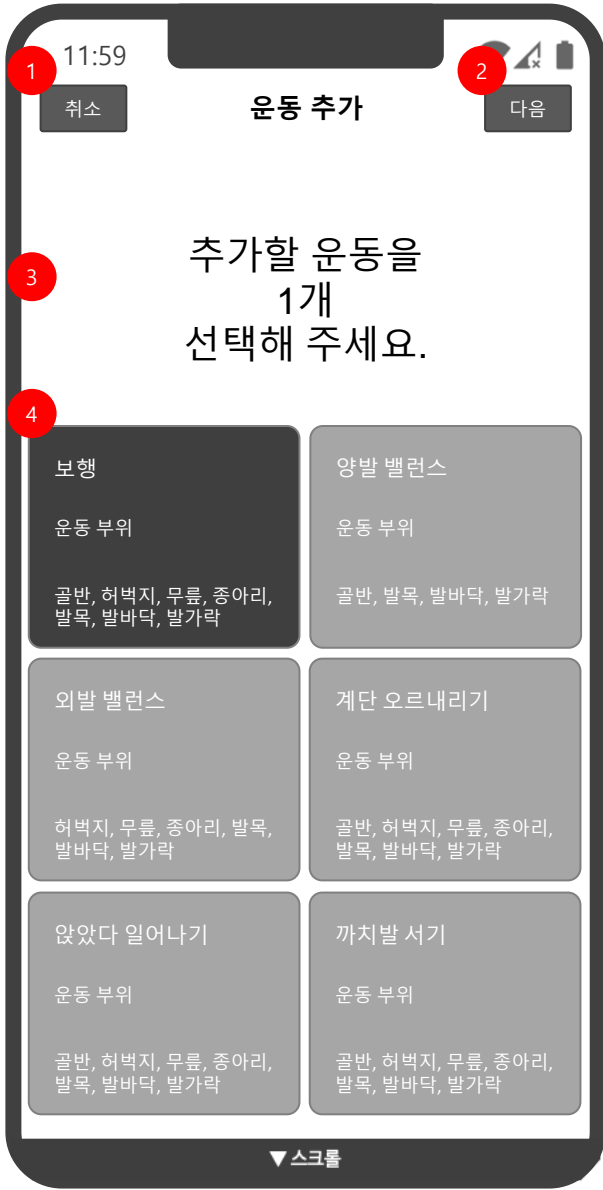 11:59
1
2
취소
운동 추가
다음
3
추가할 운동을
1개
선택해 주세요.
4
보행
운동 부위
골반, 허벅지, 무릎, 종아리,
발목, 발바닥, 발가락
양발 밸런스
운동 부위
골반, 발목, 발바닥, 발가락
외발 밸런스
운동 부위
허벅지, 무릎, 종아리, 발목,
발바닥, 발가락
계단 오르내리기
운동 부위
골반, 허벅지, 무릎, 종아리,
발목, 발바닥, 발가락
앉았다 일어나기
운동 부위
골반, 허벅지, 무릎, 종아리,
발목, 발바닥, 발가락
까치발 서기
운동 부위
골반, 허벅지, 무릎, 종아리,
발목, 발바닥, 발가락
▼스크롤